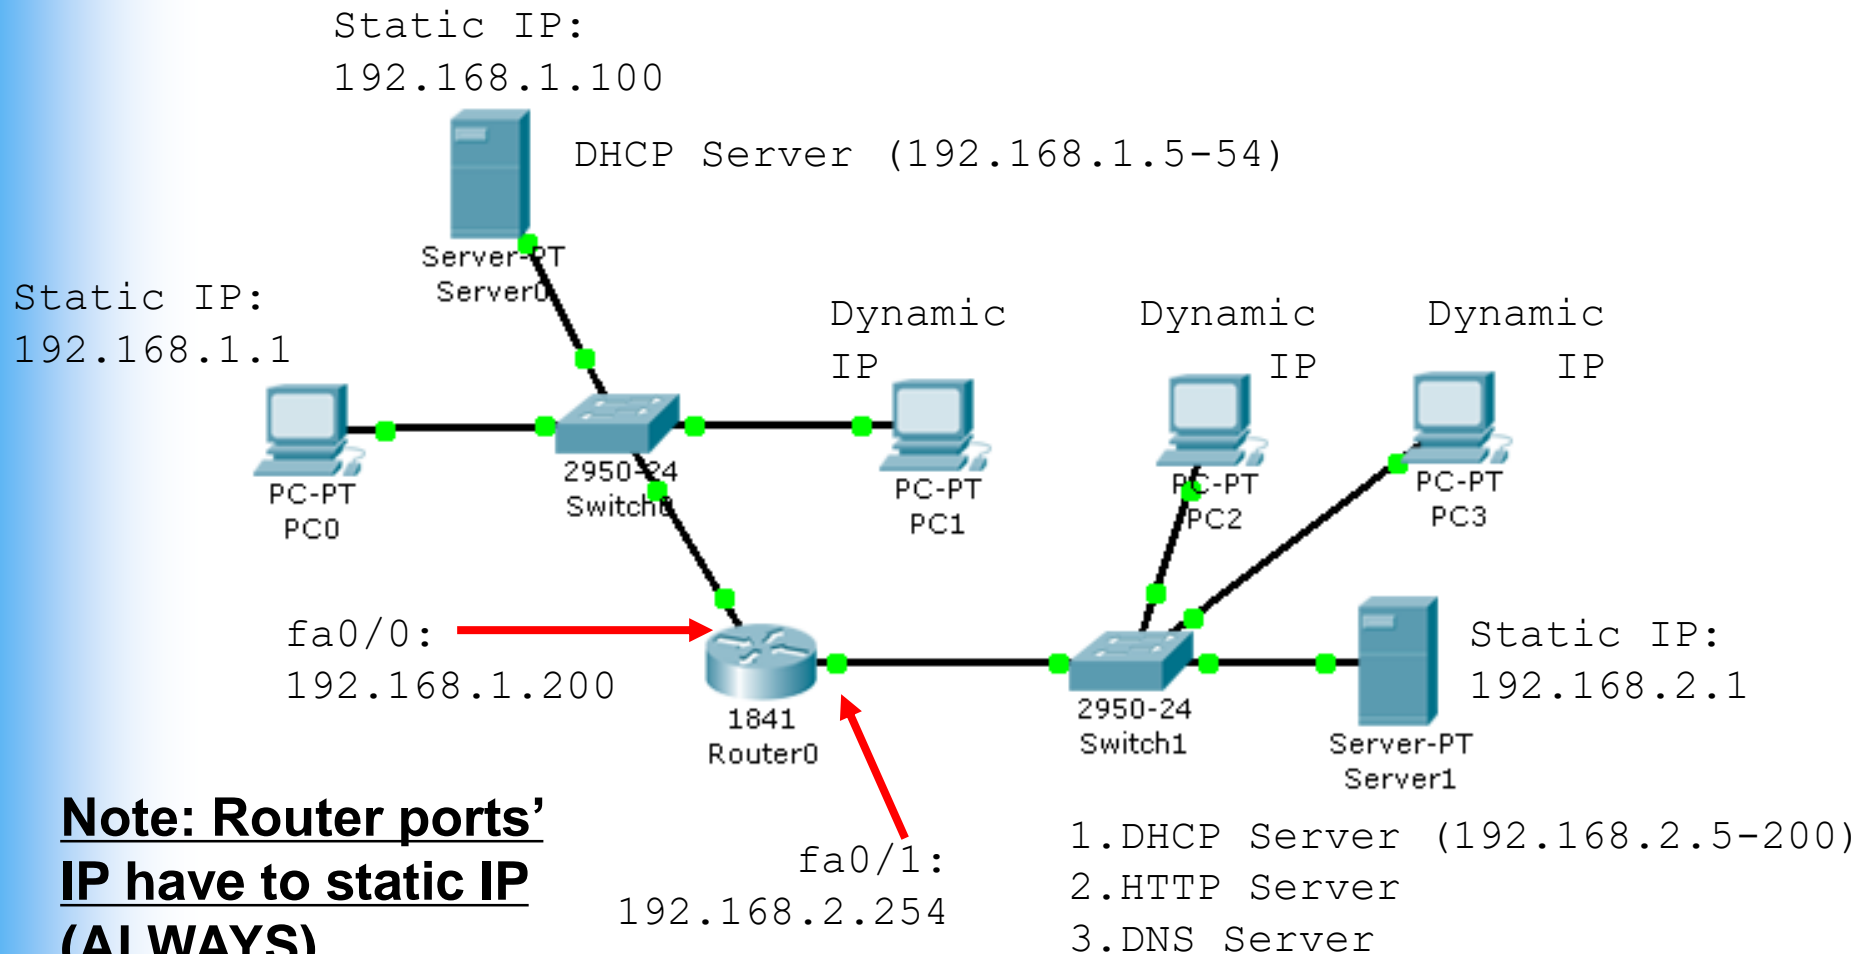 Static IP:
192.168.1.100
DHCP Server (192.168.1.5-54)
Server-PT
Server0
Static IP:
192.168.1.1
Dynamic
IP
Dynamic
IP
Dynamic
IP
PC-PT
PC0
2950-24
Switch0
PC-PT
PC1
PC-PT
PC2
PC-PT
PC3
fa0/0:
192.168.1.200
1841
Router0
2950-24
Switch1
Static IP:
192.168.2.1
Server-PT
Server1
Note: Router ports’
IP have to static IP
(ALWAYS)
fa0/1:
192.168.2.254
1.DHCP Server (192.168.2.5-200)
2.HTTP Server
3.DNS Server